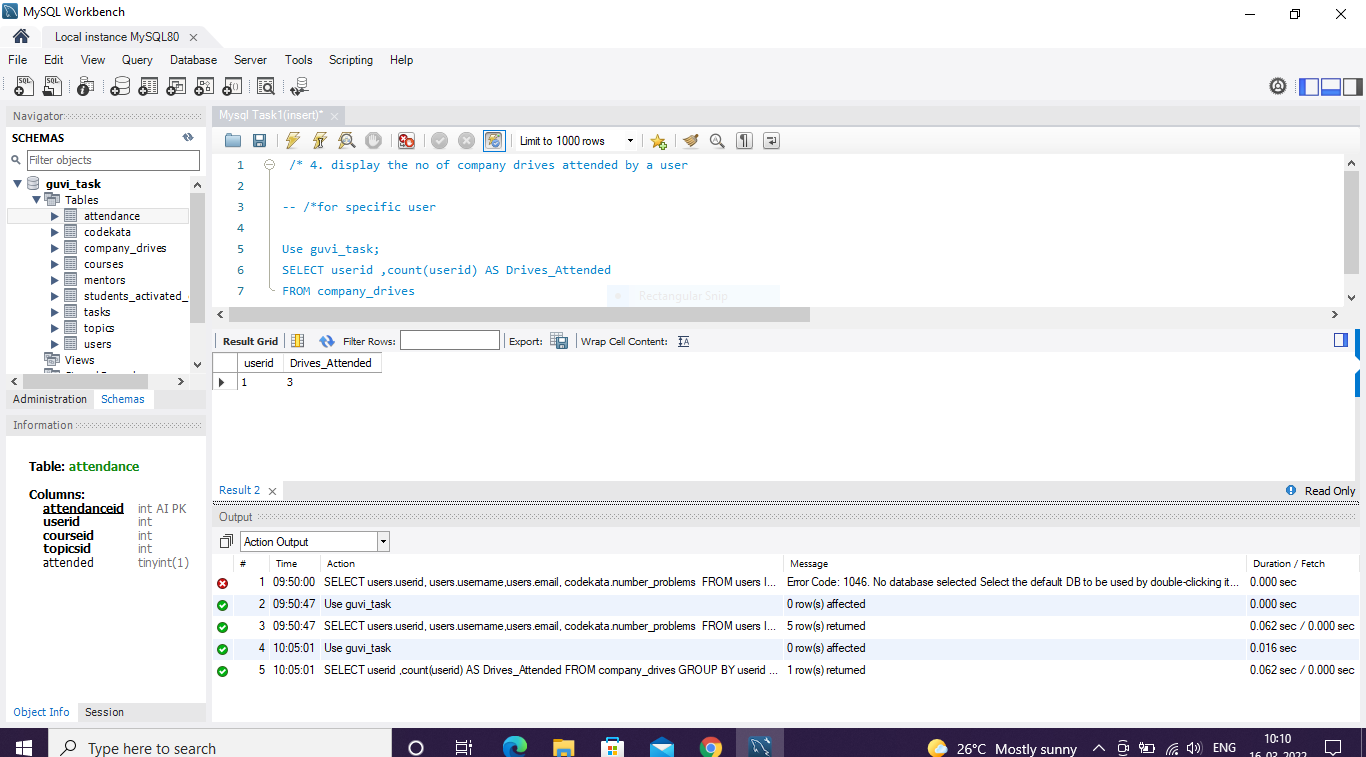 MySQL Workbench
Local instance MySQL80
File Edit View Query Database Server Tools Scripting Help
Navigator
SCHEMAS
Filter objects
guvi_task
Tables
attendance
codekata
company_drives
courses
mentors
students_activated_
tasks
topics
users
Views
Administration Schemas
Information
Table: attendance
Columns:
attendanceid int AI PK
userid int
courseid int
topicsid int
attended tinyint(1)
Object Info Session
Mysql Task1(insert)*
Limit to 1000 rows
1 /* 4. display the no of company drives attended by a user
2
3 -- /*for specific user
4
5 Use guvi_task;
6 SELECT userid ,count(userid) AS Drives_Attended
7 FROM company_drives
Rectangular Snip
Result Grid Filter Rows: Export: Wrap Cell Content:
userid Drives_Attended
1 3
Result 2 Read Only
Output
Action Output
# Time Action Message Duration / Fetch
1 09:50:00 SELECT users.userid, users.username,users.email, codekata.number_problems FROM users I... Error Code: 1046. No database selected Select the default DB to be used by double-clicking it... 0.000 sec
2 09:50:47 Use guvi_task 0 row(s) affected 0.000 sec
3 09:50:47 SELECT users.userid, users.username,users.email, codekata.number_problems FROM users I... 5 row(s) returned 0.062 sec / 0.000 sec
4 10:05:01 Use guvi_task 0 row(s) affected 0.016 sec
5 10:05:01 SELECT userid ,count(userid) AS Drives_Attended FROM company_drives GROUP BY userid ... 1 row(s) returned 0.062 sec / 0.000 sec
Type here to search
26°C Mostly sunny
ENG
10:10
16-03-2022